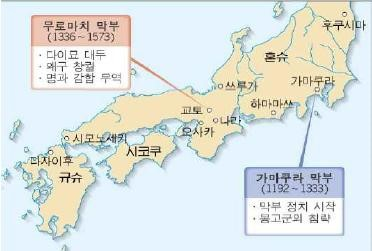 무로마치 막부
(1336~1573)
· 다이묘 대두
· 왜구 창궐
· 명과 감합 무역
후쿠시마
혼슈
가마쿠라
쓰루가
하마마쓰
교토
나라
오사카
시모노세키
시코쿠
다자이후
규슈
가마쿠라 막부
(1192~1333)
· 막부 정치 시작
· 몽고군의 침략